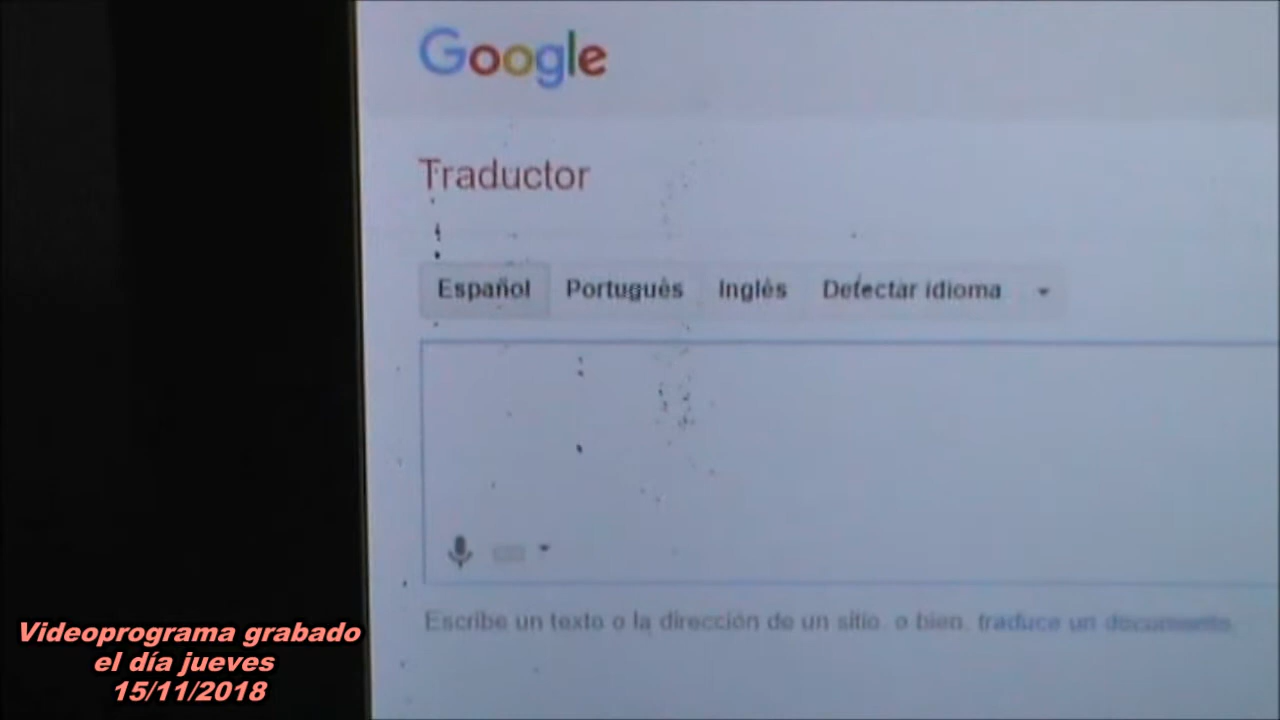 Google
Traductor
Español Portugués Inglés Detectar idioma
Escribe un texto o la dirección de un sitio, o bien, traduce un documento.
Videoprograma grabado
el día jueves
15/11/2018